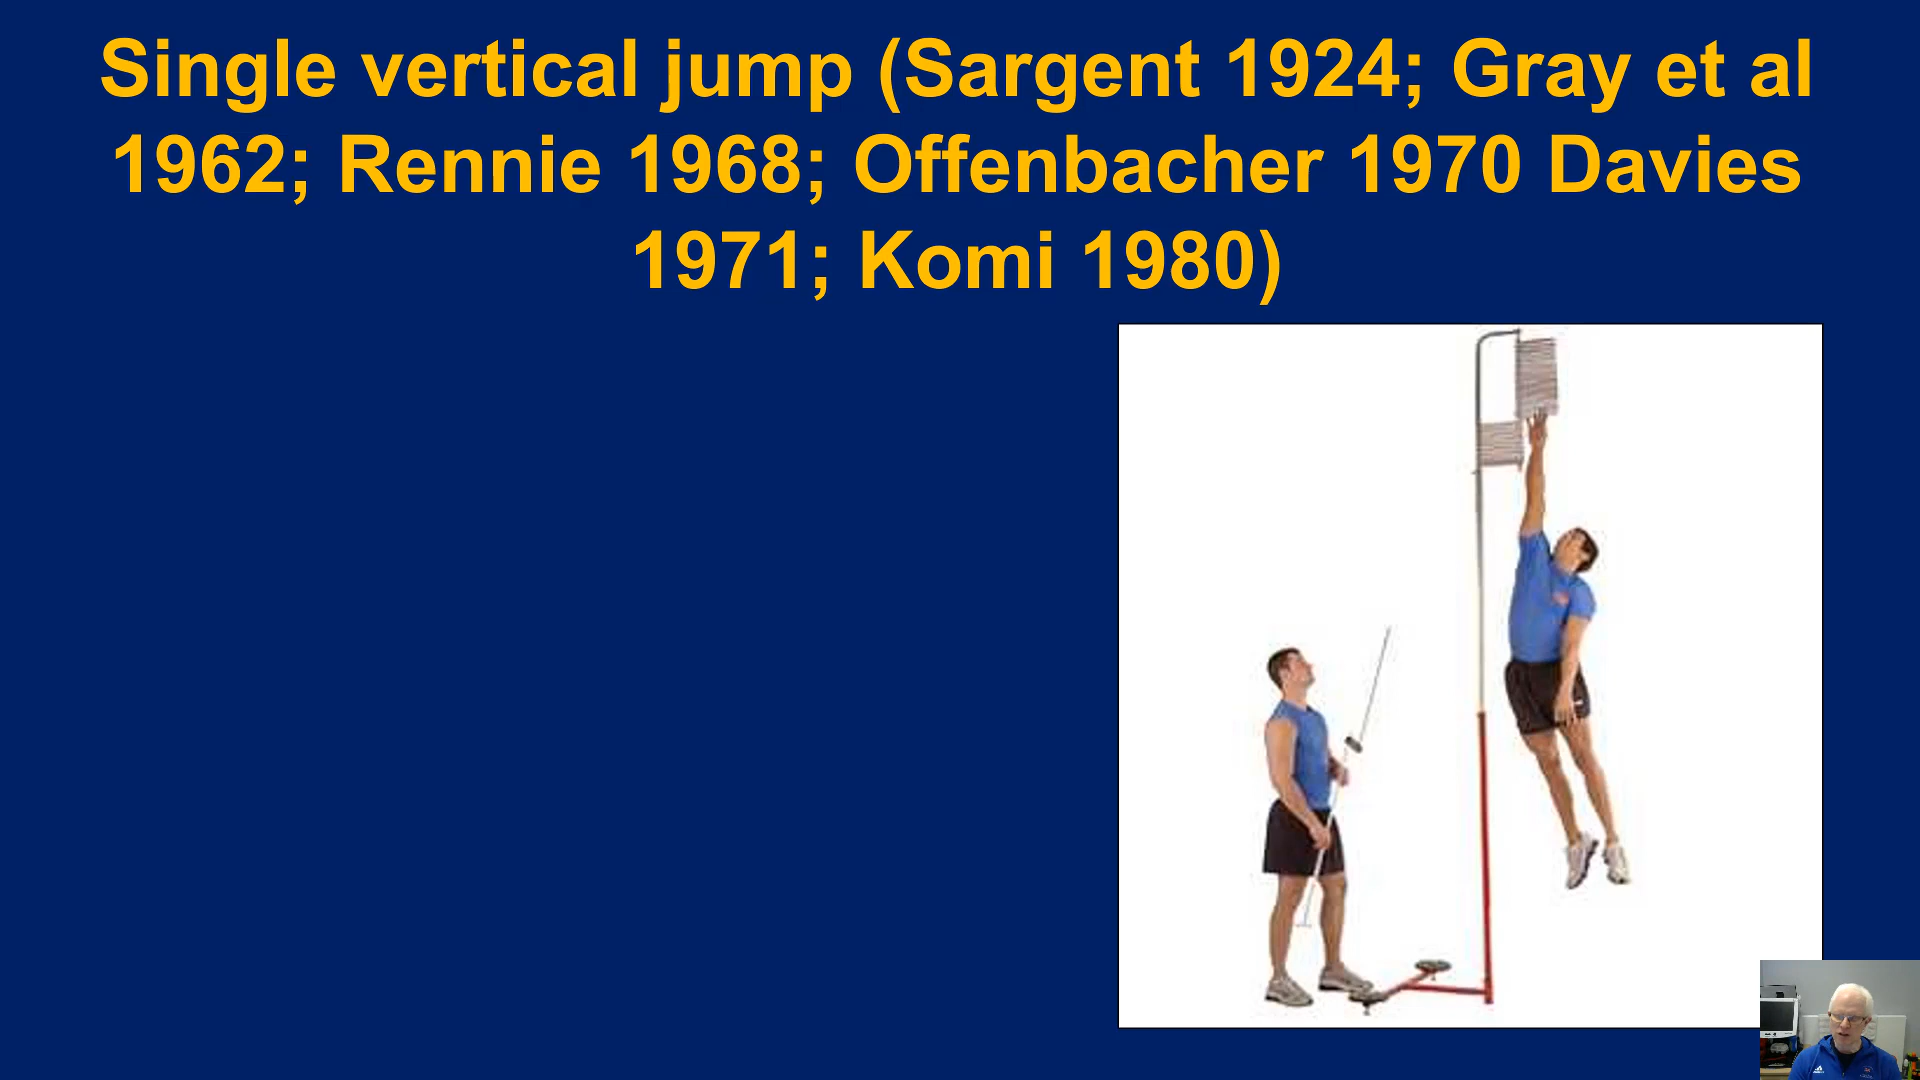 Single vertical jump (Sargent 1924; Gray et al
1962; Rennie 1968; Offenbacher 1970 Davies
1971; Komi 1980)